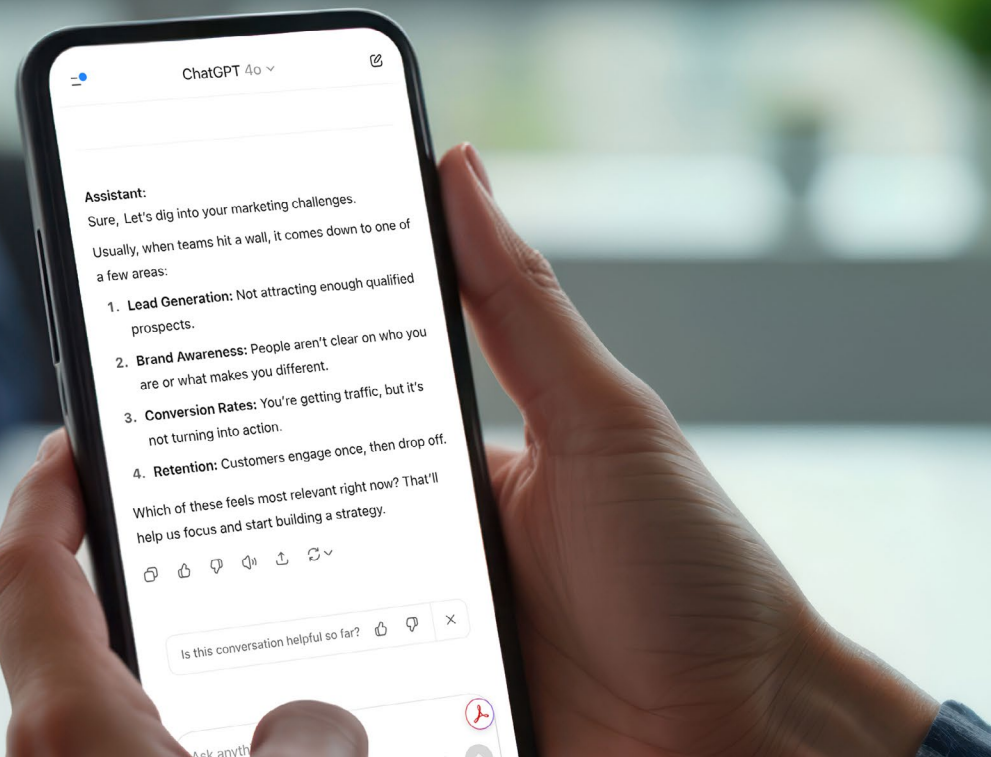 ChatGPT 4o
Assistant:
Sure, Let's dig into your marketing challenges.
Usually, when teams hit a wall, it comes down to one of
a few areas:
1. Lead Generation: Not attracting enough qualified
prospects.
2. Brand Awareness: People aren't clear on who you
are or what makes you different.
3. Conversion Rates: You're getting traffic, but it's
not turning into action.
4. Retention: Customers engage once, then drop off.
Which of these feels most relevant right now? That'll
help us focus and start building a strategy.
Is this conversation helpful so far?
Ask